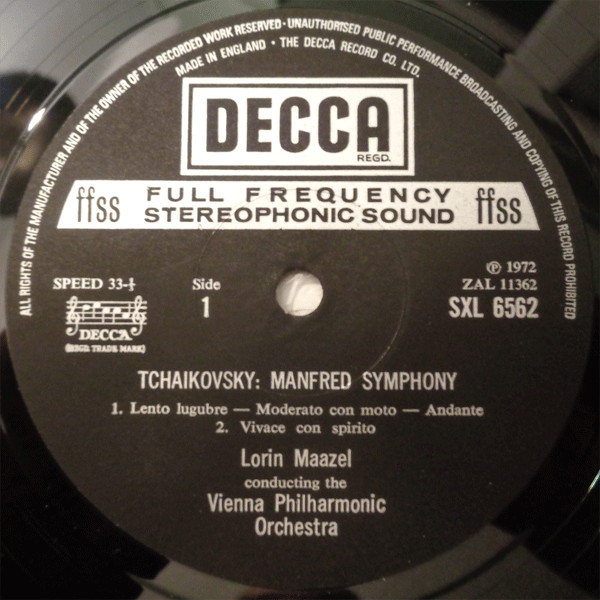 ALL RIGHTS OF THE MANUFACTURER AND OF THE OWNER OF THE RECORDED WORK RESERVED · UNAUTHORISED PUBLIC PERFORMANCE BROADCASTING AND COPYING OF THIS RECORD PROHIBITED
MADE IN ENGLAND · THE DECCA RECORD CO. LTD.
DECCA
REGD.
ffss FULL FREQUENCY ffss
STEREOPHONIC SOUND
SPEED 33-⅓
Side
1
℗ 1972
ZAL 11362
SXL 6562
DECCA
(REGD. TRADE MARK)
TCHAIKOVSKY: MANFRED SYMPHONY
1. Lento lugubre — Moderato con moto — Andante
2. Vivace con spirito
Lorin Maazel
conducting the
Vienna Philharmonic
Orchestra